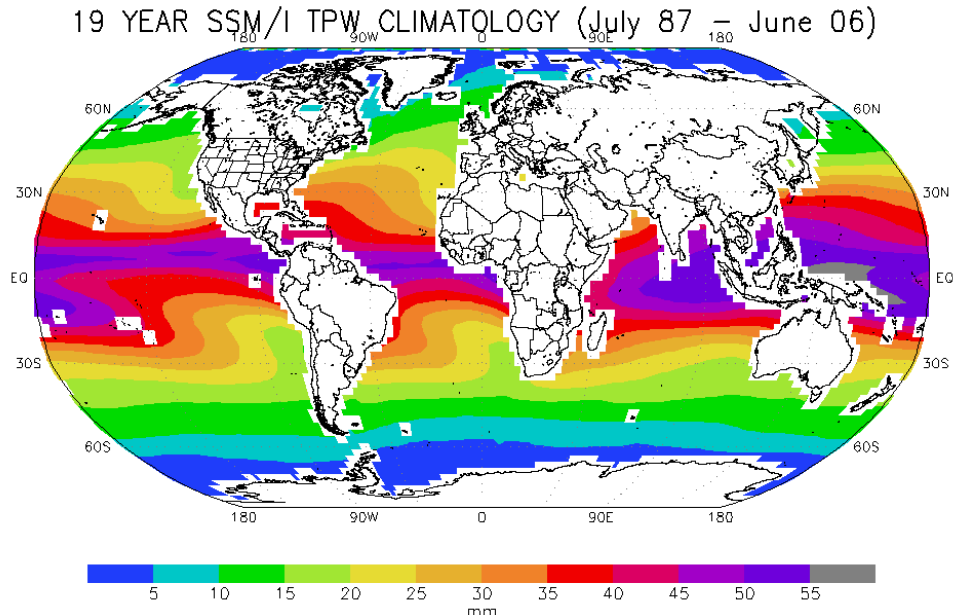 19 YEAR SSM/I TPW CLIMATOLOGY (July 87 – June 06)
180 90W 0 90E 180
60N 60N
30N 30N
EQ EQ
30S 30S
60S 60S
180 90W 0 90E 180
5 10 15 20 25 30 35 40 45 50 55
mm